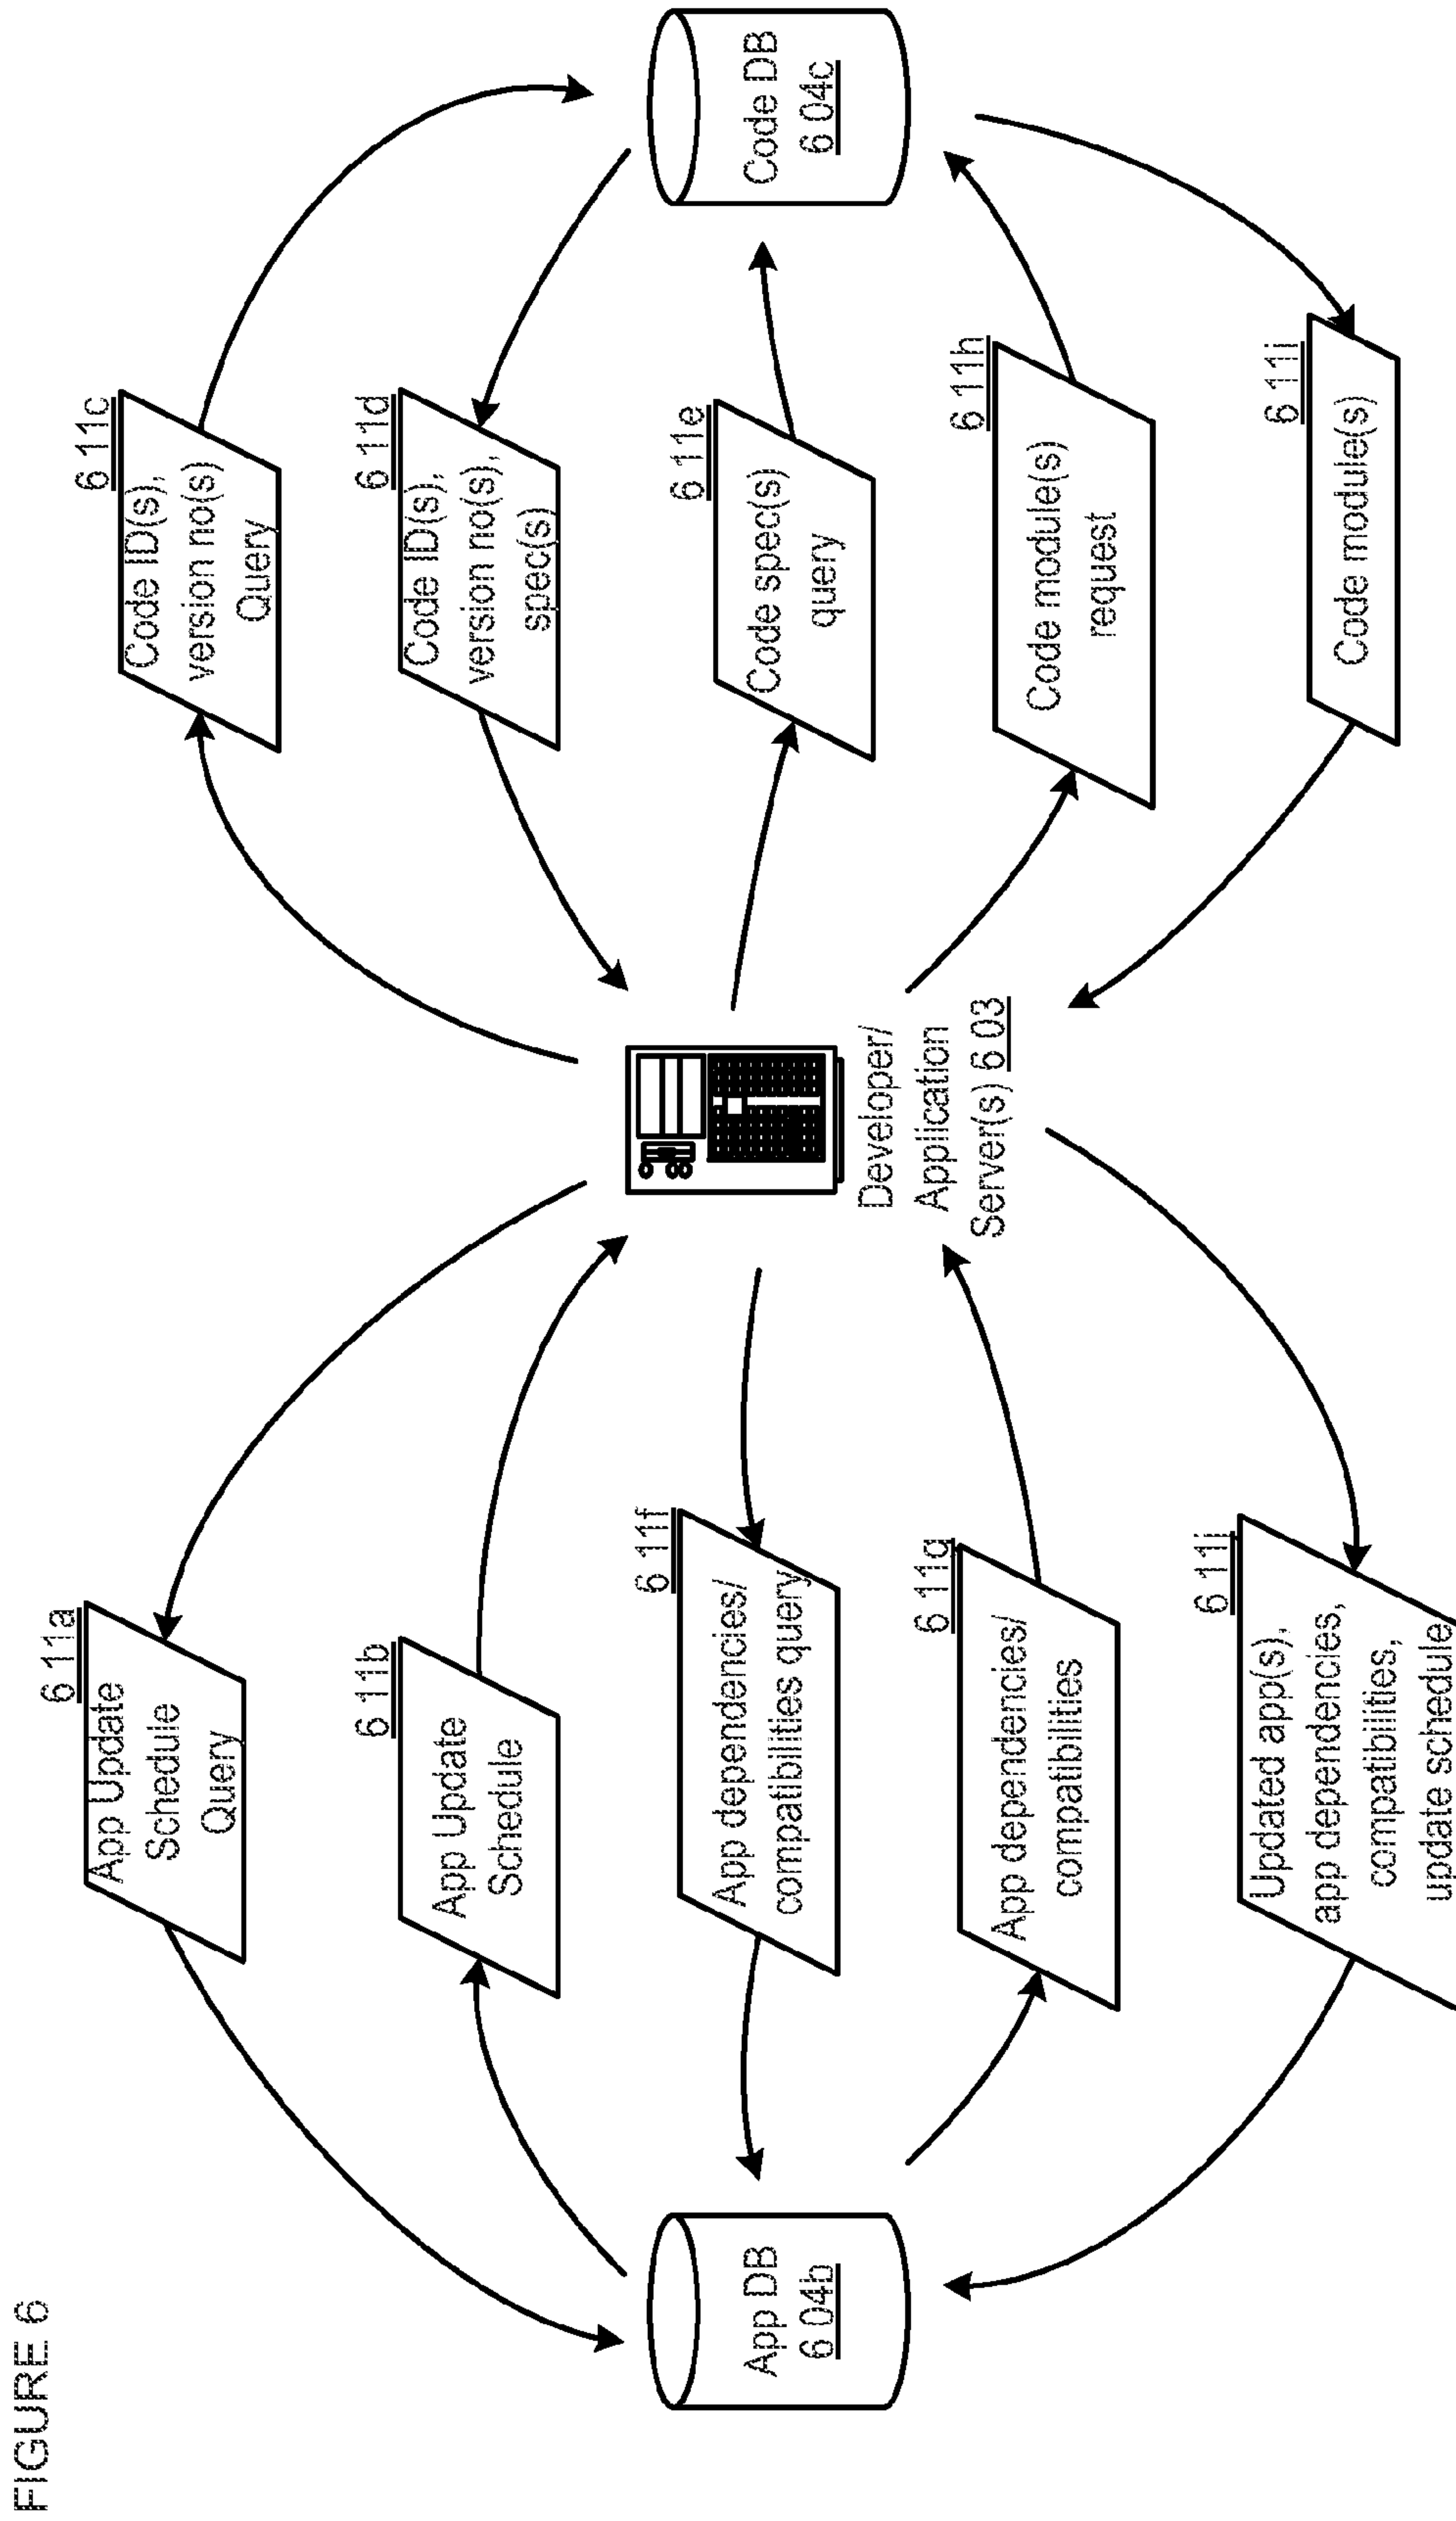 FIGURE 6
6 11a
App Update
Schedule
Query
6 11b
App Update
Schedule
6 11f
App dependencies/
compatibilities query
6 11g
App dependencies/
compatibilities
6 11j
Updated app(s),
app dependencies,
compatibilities,
update schedule
App DB
6 04b
Developer/
Application
Server(s) 6 03
6 11c
Code ID(s),
version no(s)
Query
6 11d
Code ID(s),
version no(s),
spec(s)
6 11e
Code spec(s)
query
6 11h
Code module(s)
request
6 11i
Code module(s)
Code DB
6 04c